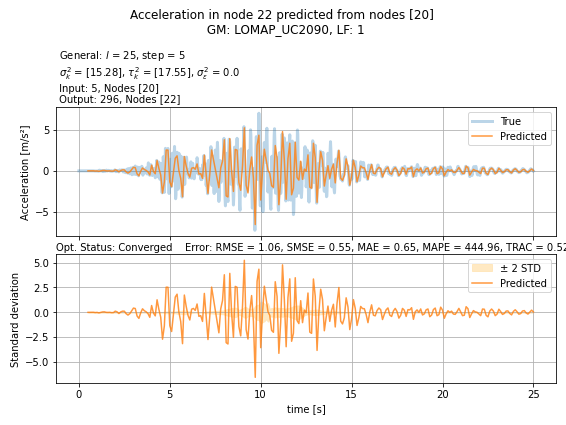 Acceleration in node 22 predicted from nodes [20]
GM: LOMAP_UC2090, LF: 1
General: l = 25, step = 5
σ²ₖ = [15.28], τ²ₖ = [17.55], σ²ε = 0.0
Input: 5, Nodes [20]
Output: 296, Nodes [22]
Acceleration [m/s²]
5
0
−5
True
Predicted
Opt. Status: Converged Error: RMSE = 1.06, SMSE = 0.55, MAE = 0.65, MAPE = 444.96, TRAC = 0.52
Standard deviation
5.0
2.5
0.0
−2.5
−5.0
± 2 STD
Predicted
0 5 10 15 20 25
time [s]